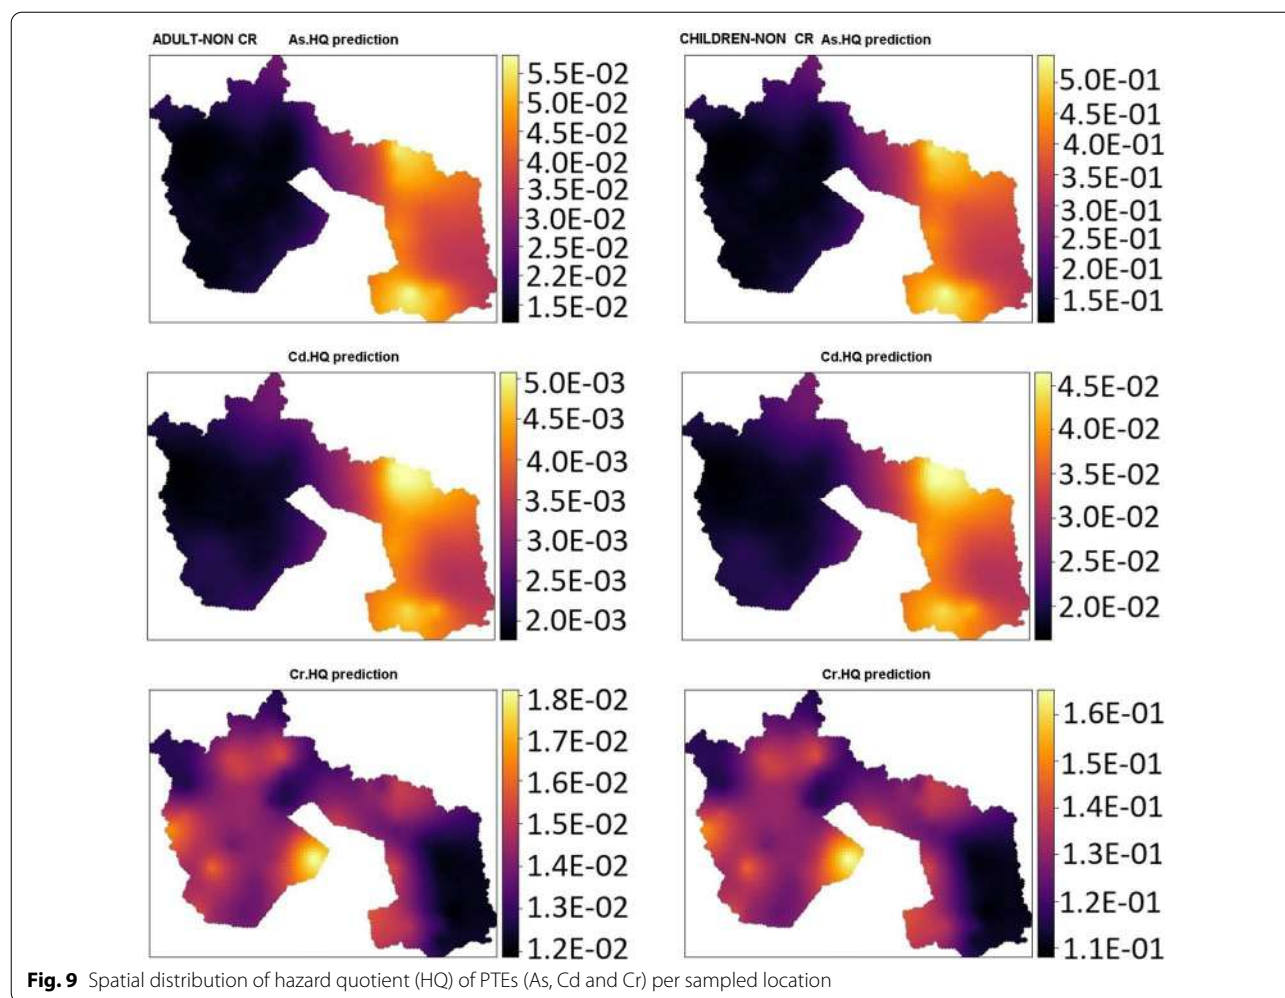 ADULT-NON CR As.HQ prediction
5.5E-02
5.0E-02
4.5E-02
4.0E-02
3.5E-02
3.0E-02
2.5E-02
2.2E-02
1.5E-02
CHILDREN-NON CR As.HQ prediction
5.0E-01
4.5E-01
4.0E-01
3.5E-01
3.0E-01
2.5E-01
2.0E-01
1.5E-01
Cd.HQ prediction
5.0E-03
4.5E-03
4.0E-03
3.5E-03
3.0E-03
2.5E-03
2.0E-03
Cd.HQ prediction
4.5E-02
4.0E-02
3.5E-02
3.0E-02
2.5E-02
2.0E-02
Cr.HQ prediction
1.8E-02
1.7E-02
1.6E-02
1.5E-02
1.4E-02
1.3E-02
1.2E-02
Cr.HQ prediction
1.6E-01
1.5E-01
1.4E-01
1.3E-01
1.2E-01
1.1E-01
Fig. 9 Spatial distribution of hazard quotient (HQ) of PTEs (As, Cd and Cr) per sampled location